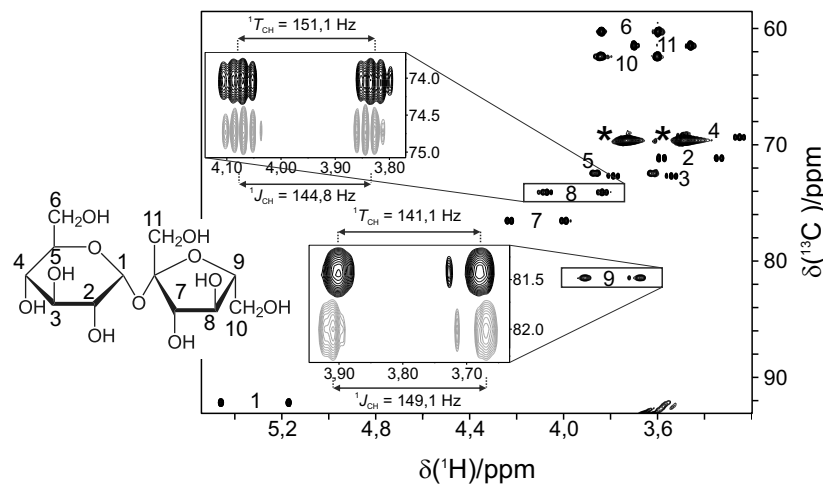 ¹T_CH = 151,1 Hz
74.0
74.5
75.0
4,10 4,00 3,90 3,80
¹J_CH = 144,8 Hz
6
11
10
* * 4
2
5
3
8
7
9
1
¹T_CH = 141,1 Hz
81.5
82.0
3,90 3,80 3,70
¹J_CH = 149,1 Hz
60
70
80
90
δ(¹³C )/ppm
5,2 4,8 4,4 4,0 3,6
δ(¹H)/ppm
6
CH₂OH
11
CH₂OH
5
O
O
4
1
9
HO
HO
HO
2
7
CH₂OH
3
O
8
10
OH
OH